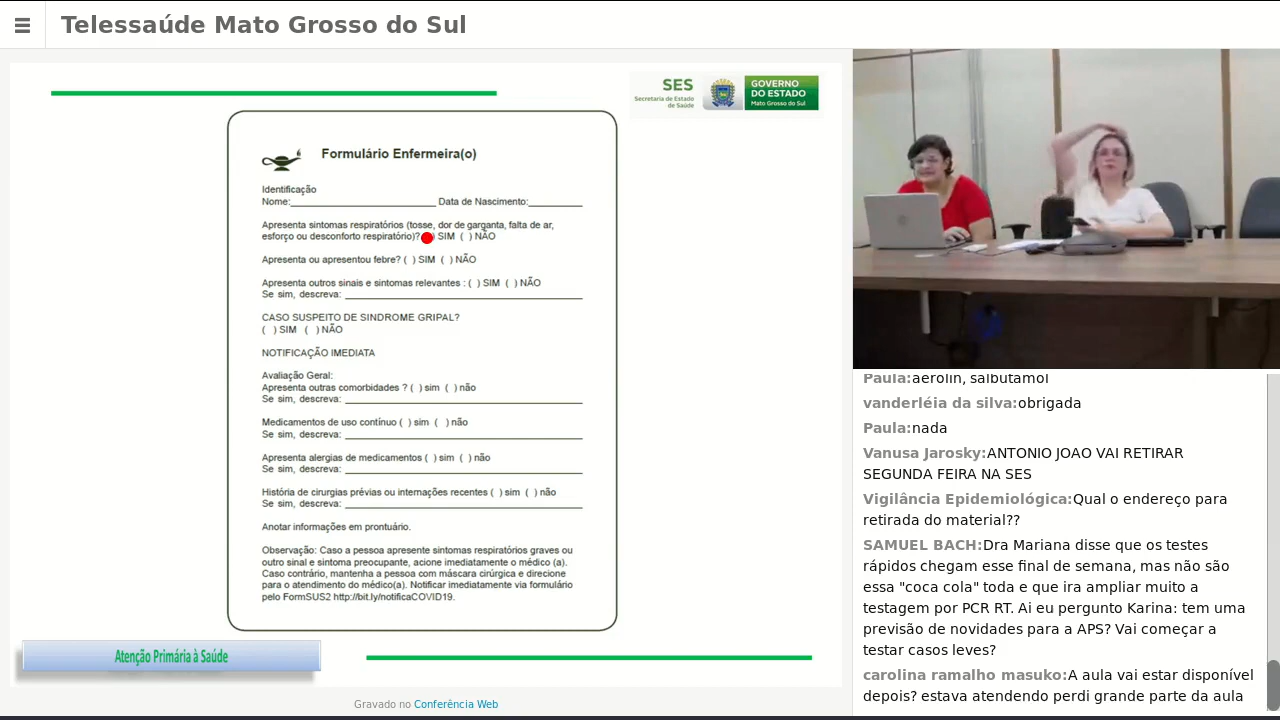 Telessaúde Mato Grosso do Sul
SES
Secretaria de Estado
de Saúde
GOVERNO
DO ESTADO
Mato Grosso do Sul
Formulário Enfermeira(o)
Identificação
Nome:__________________________ Data de Nascimento:__________
Apresenta sintomas respiratórios (tosse, dor de garganta, falta de ar,
esforço ou desconforto respiratório)? ) SIM ( ) NÃO
Apresenta ou apresentou febre? ( ) SIM ( ) NÃO
Apresenta outros sinais e sintomas relevantes : ( ) SIM ( ) NÃO
Se sim, descreva: ___________________________________________
CASO SUSPEITO DE SINDROME GRIPAL?
( ) SIM ( ) NÃO
NOTIFICAÇÃO IMEDIATA
Avaliação Geral:
Apresenta outras comorbidades ? ( ) sim ( ) não
Se sim, descreva: ___________________________________________
Medicamentos de uso contínuo ( ) sim ( ) não
Se sim, descreva: ___________________________________________
Apresenta alergias de medicamentos ( ) sim ( ) não
Se sim, descreva: ___________________________________________
História de cirurgias prévias ou internações recentes ( ) sim ( ) não
Se sim, descreva: ___________________________________________
Anotar informações em prontuário.
Observação: Caso a pessoa apresente sintomas respiratórios graves ou
outro sinal e sintoma preocupante, acione imediatamente o médico (a).
Caso contrário, mantenha a pessoa com máscara cirúrgica e direcione
para o atendimento do médico(a). Notificar imediatamente via formulário
pelo FormSUS2 http://bit.ly/notificaCOVID19.
Atenção Primária à Saúde
Gravado no Conferência Web
Paula:aerolin, salbutamol
vanderléia da silva:obrigada
Paula:nada
Vanusa Jarosky:ANTONIO JOAO VAI RETIRAR
SEGUNDA FEIRA NA SES
Vigilância Epidemiológica:Qual o endereço para
retirada do material??
SAMUEL BACH:Dra Mariana disse que os testes
rápidos chegam esse final de semana, mas não são
essa "coca cola" toda e que ira ampliar muito a
testagem por PCR RT. Ai eu pergunto Karina: tem uma
previsão de novidades para a APS? Vai começar a
testar casos leves?
carolina ramalho masuko:A aula vai estar disponível
depois? estava atendendo perdi grande parte da aula